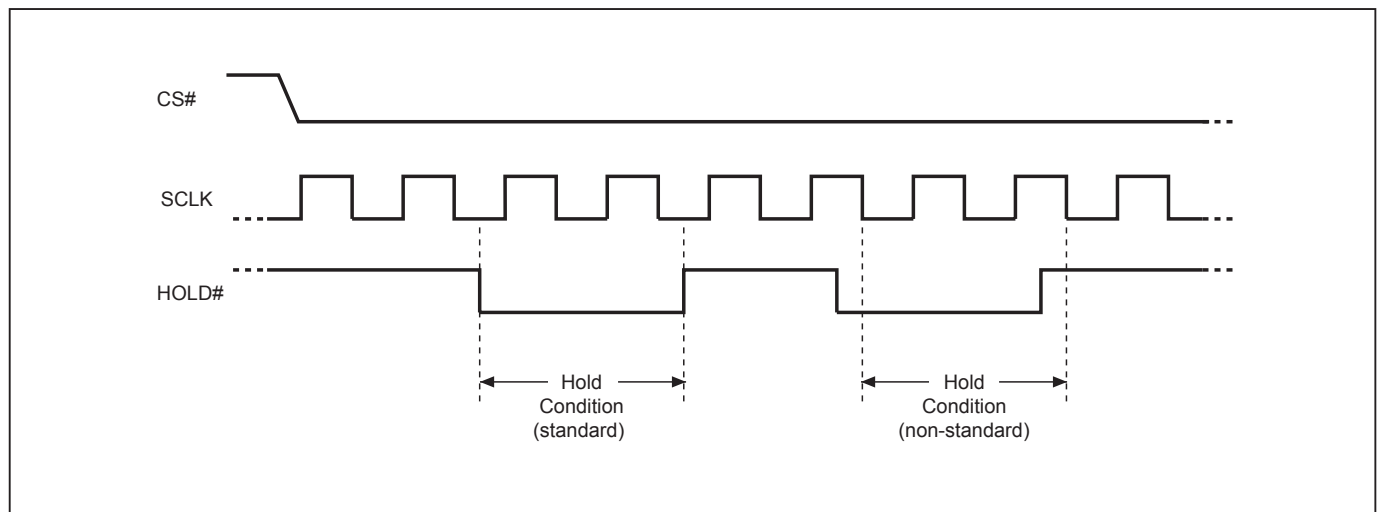 CS#
SCLK
HOLD#
Hold
Condition
(standard)
Hold
Condition
(non-standard)